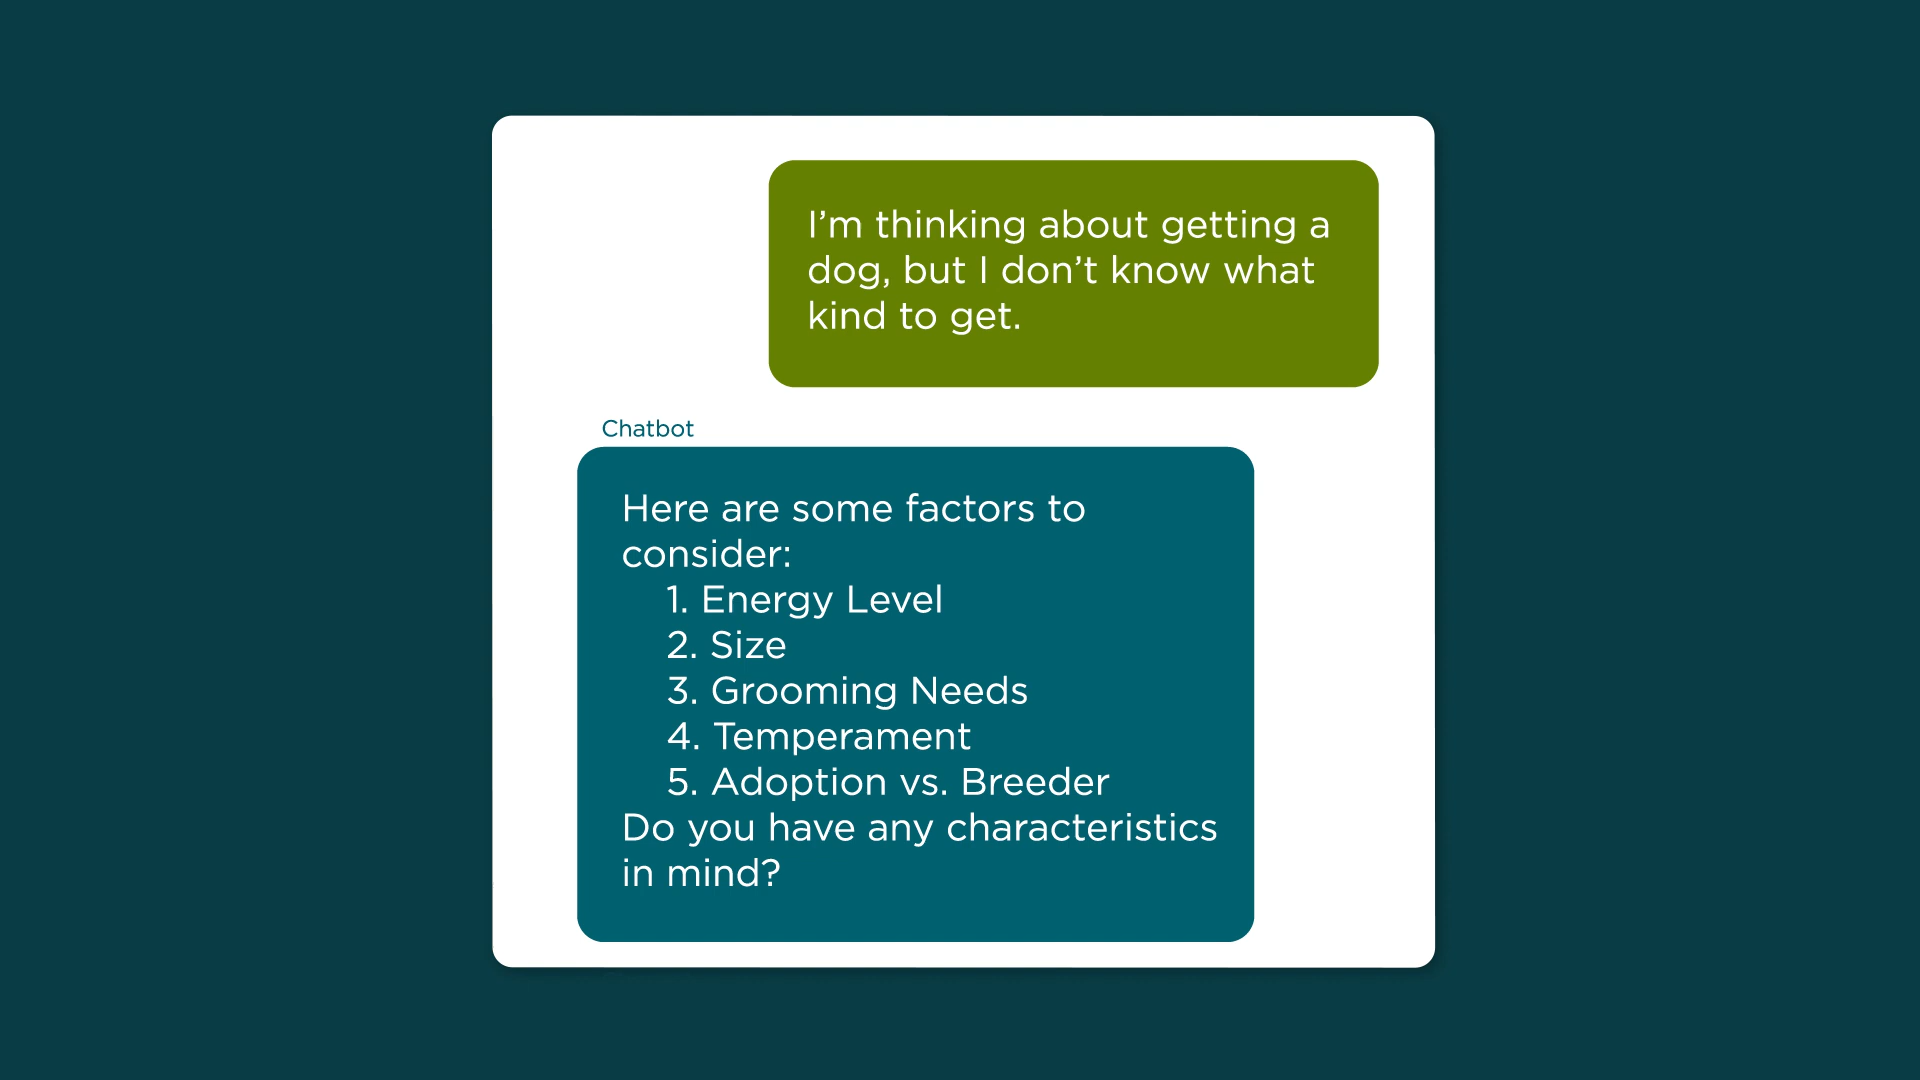 I’m thinking about getting a
dog, but I don’t know what
kind to get.
Chatbot
Here are some factors to
consider:
1. Energy Level
2. Size
3. Grooming Needs
4. Temperament
5. Adoption vs. Breeder
Do you have any characteristics
in mind?